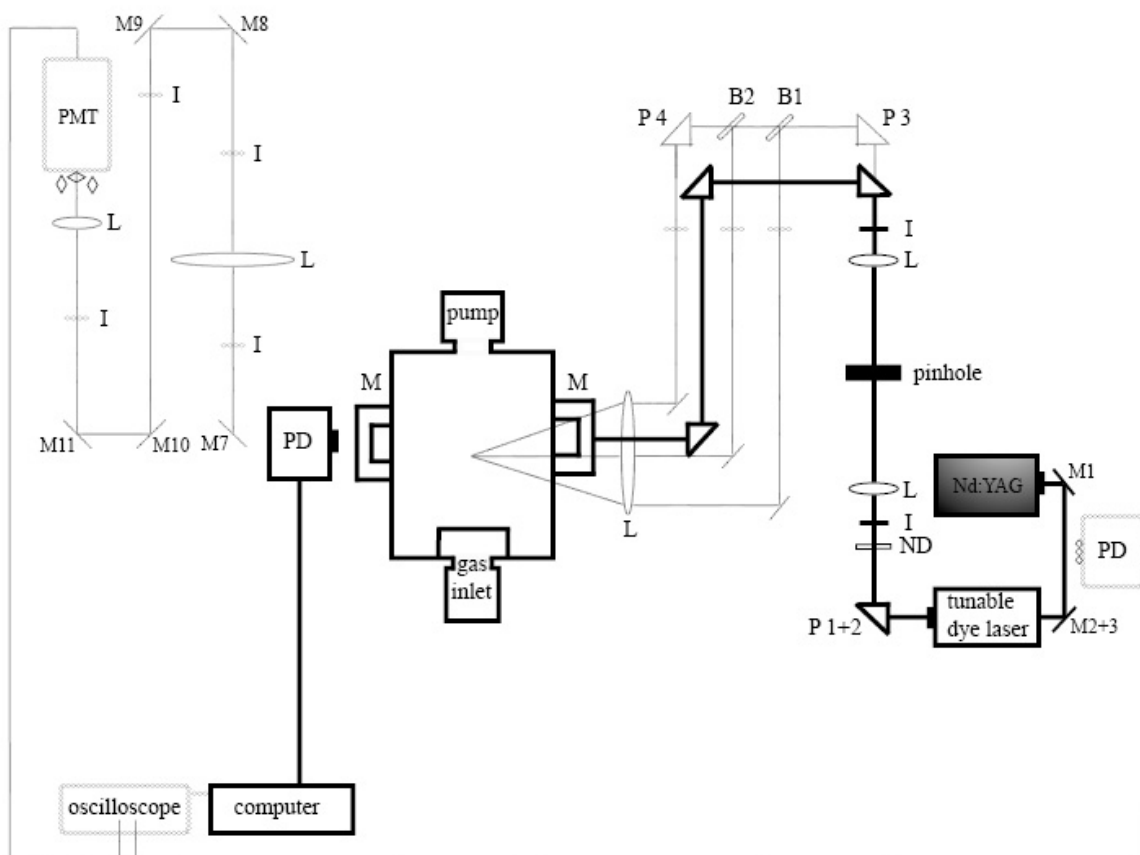 M9
M8
I
PMT
B2
B1
P 4
P 3
I
I
L
L
L
I
pump
I
pinhole
M
M
M11
M10
M7
PD
Nd:YAG
M1
L
I
L
ND
PD
gas
inlet
tunable
dye laser
P 1+2
M2+3
oscilloscope
computer